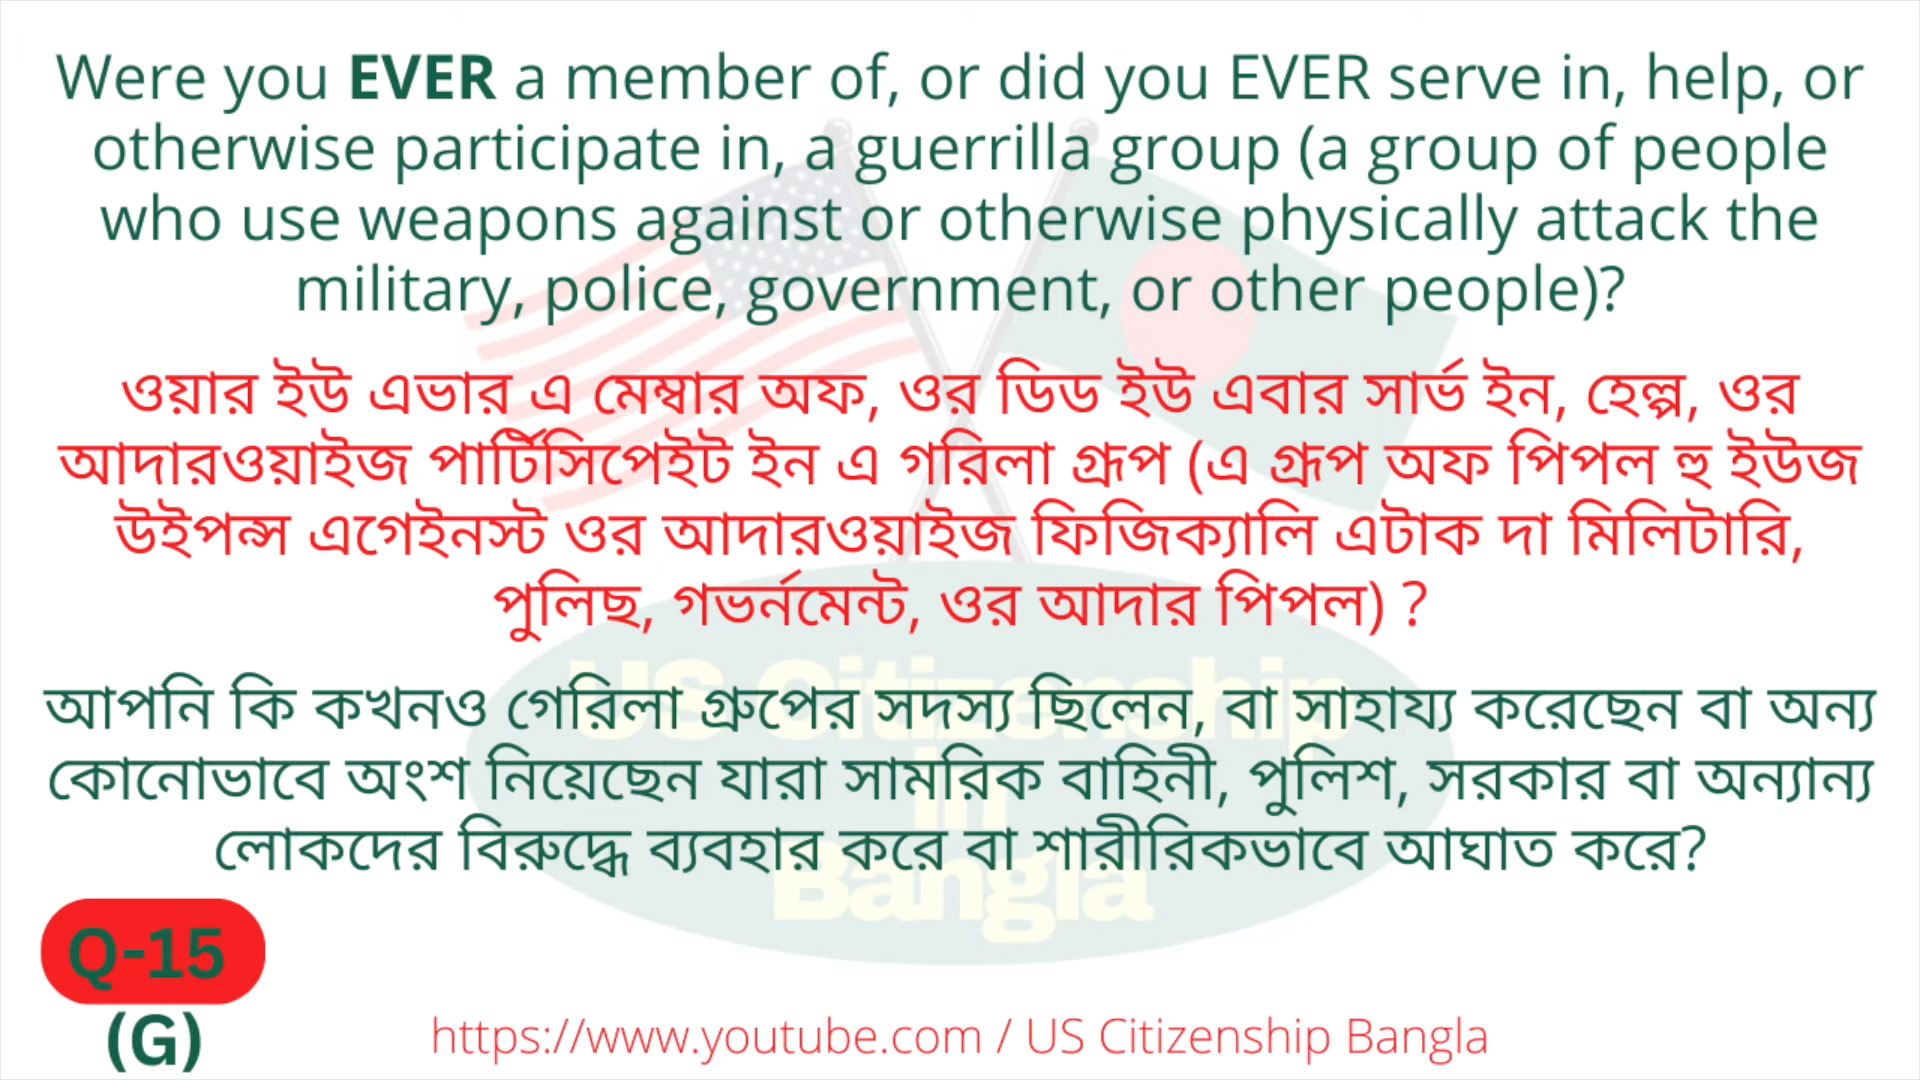 Were you EVER a member of, or did you EVER serve in, help, or
otherwise participate in, a guerrilla group (a group of people
who use weapons against or otherwise physically attack the
military, police, government, or other people)?
ওয়ার ইউ এভার এ মেম্বার অফ, ওর ডিড ইউ এবার সার্ভ ইন, হেল্প, ওর
আদারওয়াইজ পার্টিসিপেইট ইন এ গরিলা গ্রূপ (এ গ্রূপ অফ পিপল হু ইউজ
উইপন্স এগেইনস্ট ওর আদারওয়াইজ ফিজিক্যালি এটাক দা মিলিটারি,
পুলিছ, গভর্নমেন্ট, ওর আদার পিপল) ?
আপনি কি কখনও গেরিলা গ্রুপের সদস্য ছিলেন, বা সাহায্য করেছেন বা অন্য
কোনোভাবে অংশ নিয়েছেন যারা সামরিক বাহিনী, পুলিশ, সরকার বা অন্যান্য
লোকদের বিরুদ্ধে ব্যবহার করে বা শারীরিকভাবে আঘাত করে?
US Citizenship
in
Bangla
Q-15
(G)
https://www.youtube.com / US Citizenship Bangla